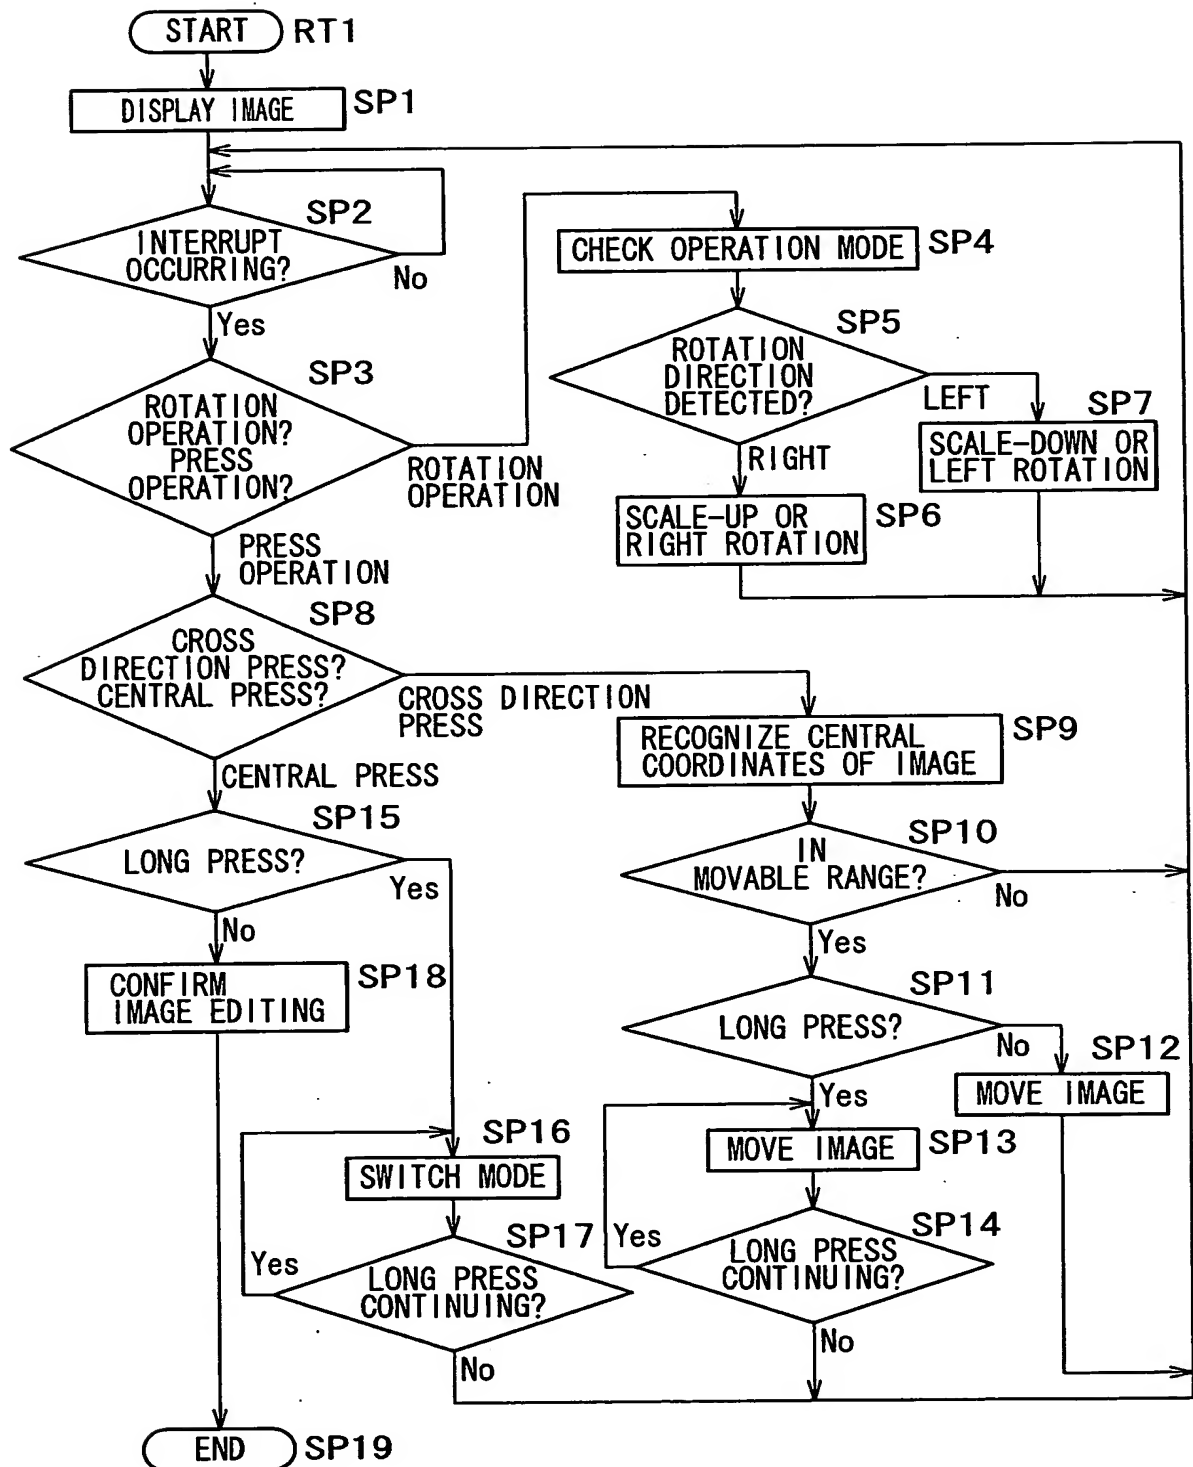 START RT1
DISPLAY IMAGE SP1
SP2
INTERRUPT
OCCURRING?
No
Yes
SP3
ROTATION
OPERATION?
PRESS
OPERATION?
ROTATION
OPERATION
PRESS
OPERATION
CHECK OPERATION MODE SP4
SP5
ROTATION
DIRECTION
DETECTED?
LEFT
RIGHT
SP7
SCALE-DOWN OR
LEFT ROTATION
SP6
SCALE-UP OR
RIGHT ROTATION
SP8
CROSS
DIRECTION PRESS?
CENTRAL PRESS?
CROSS DIRECTION
PRESS
CENTRAL PRESS
SP9
RECOGNIZE CENTRAL
COORDINATES OF IMAGE
SP10
IN
MOVABLE RANGE?
No
Yes
SP11
LONG PRESS?
No
Yes
SP12
MOVE IMAGE
MOVE IMAGE SP13
SP14
LONG PRESS
CONTINUING?
Yes
No
SP15
LONG PRESS?
Yes
No
SP18
CONFIRM
IMAGE EDITING
SP16
SWITCH MODE
SP17
LONG PRESS
CONTINUING?
Yes
No
END SP19